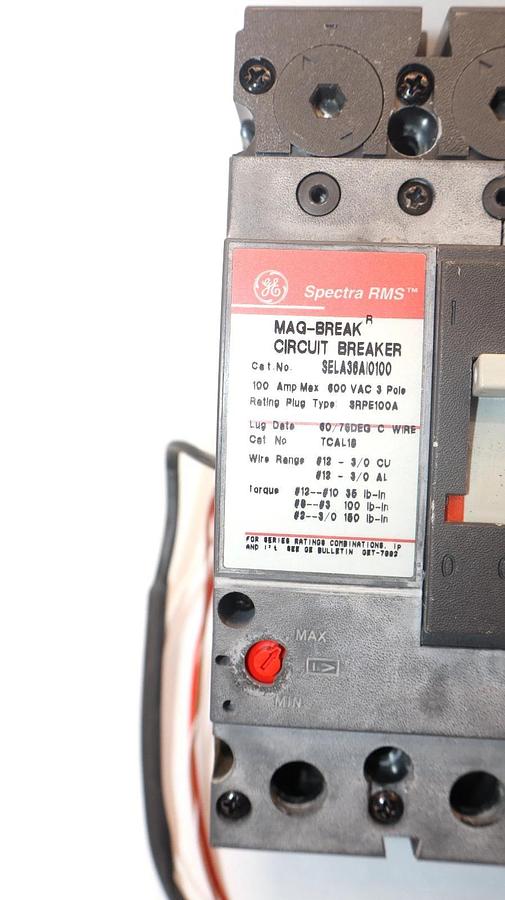 GE Spectra RMS™
MAG-BREAK R
CIRCUIT BREAKER
Cat.No. SELA36AI0100
100 Amp Max 600 VAC 3 Pole
Rating Plug Type SRPE100A
Lug Data 60/75DEG C WIRE
Cat No TCAL18
Wire Range #12 - 3/0 CU
#12 - 3/0 AL
Torque #12--#10 35 lb-in
#8--#3 100 lb-in
#2--3/0 150 lb-in
FOR SERIES RATINGS COMBINATIONS, IP
AND I²t SEE GE BULLETIN GET-7002
I
0
MAX
I>
MIN